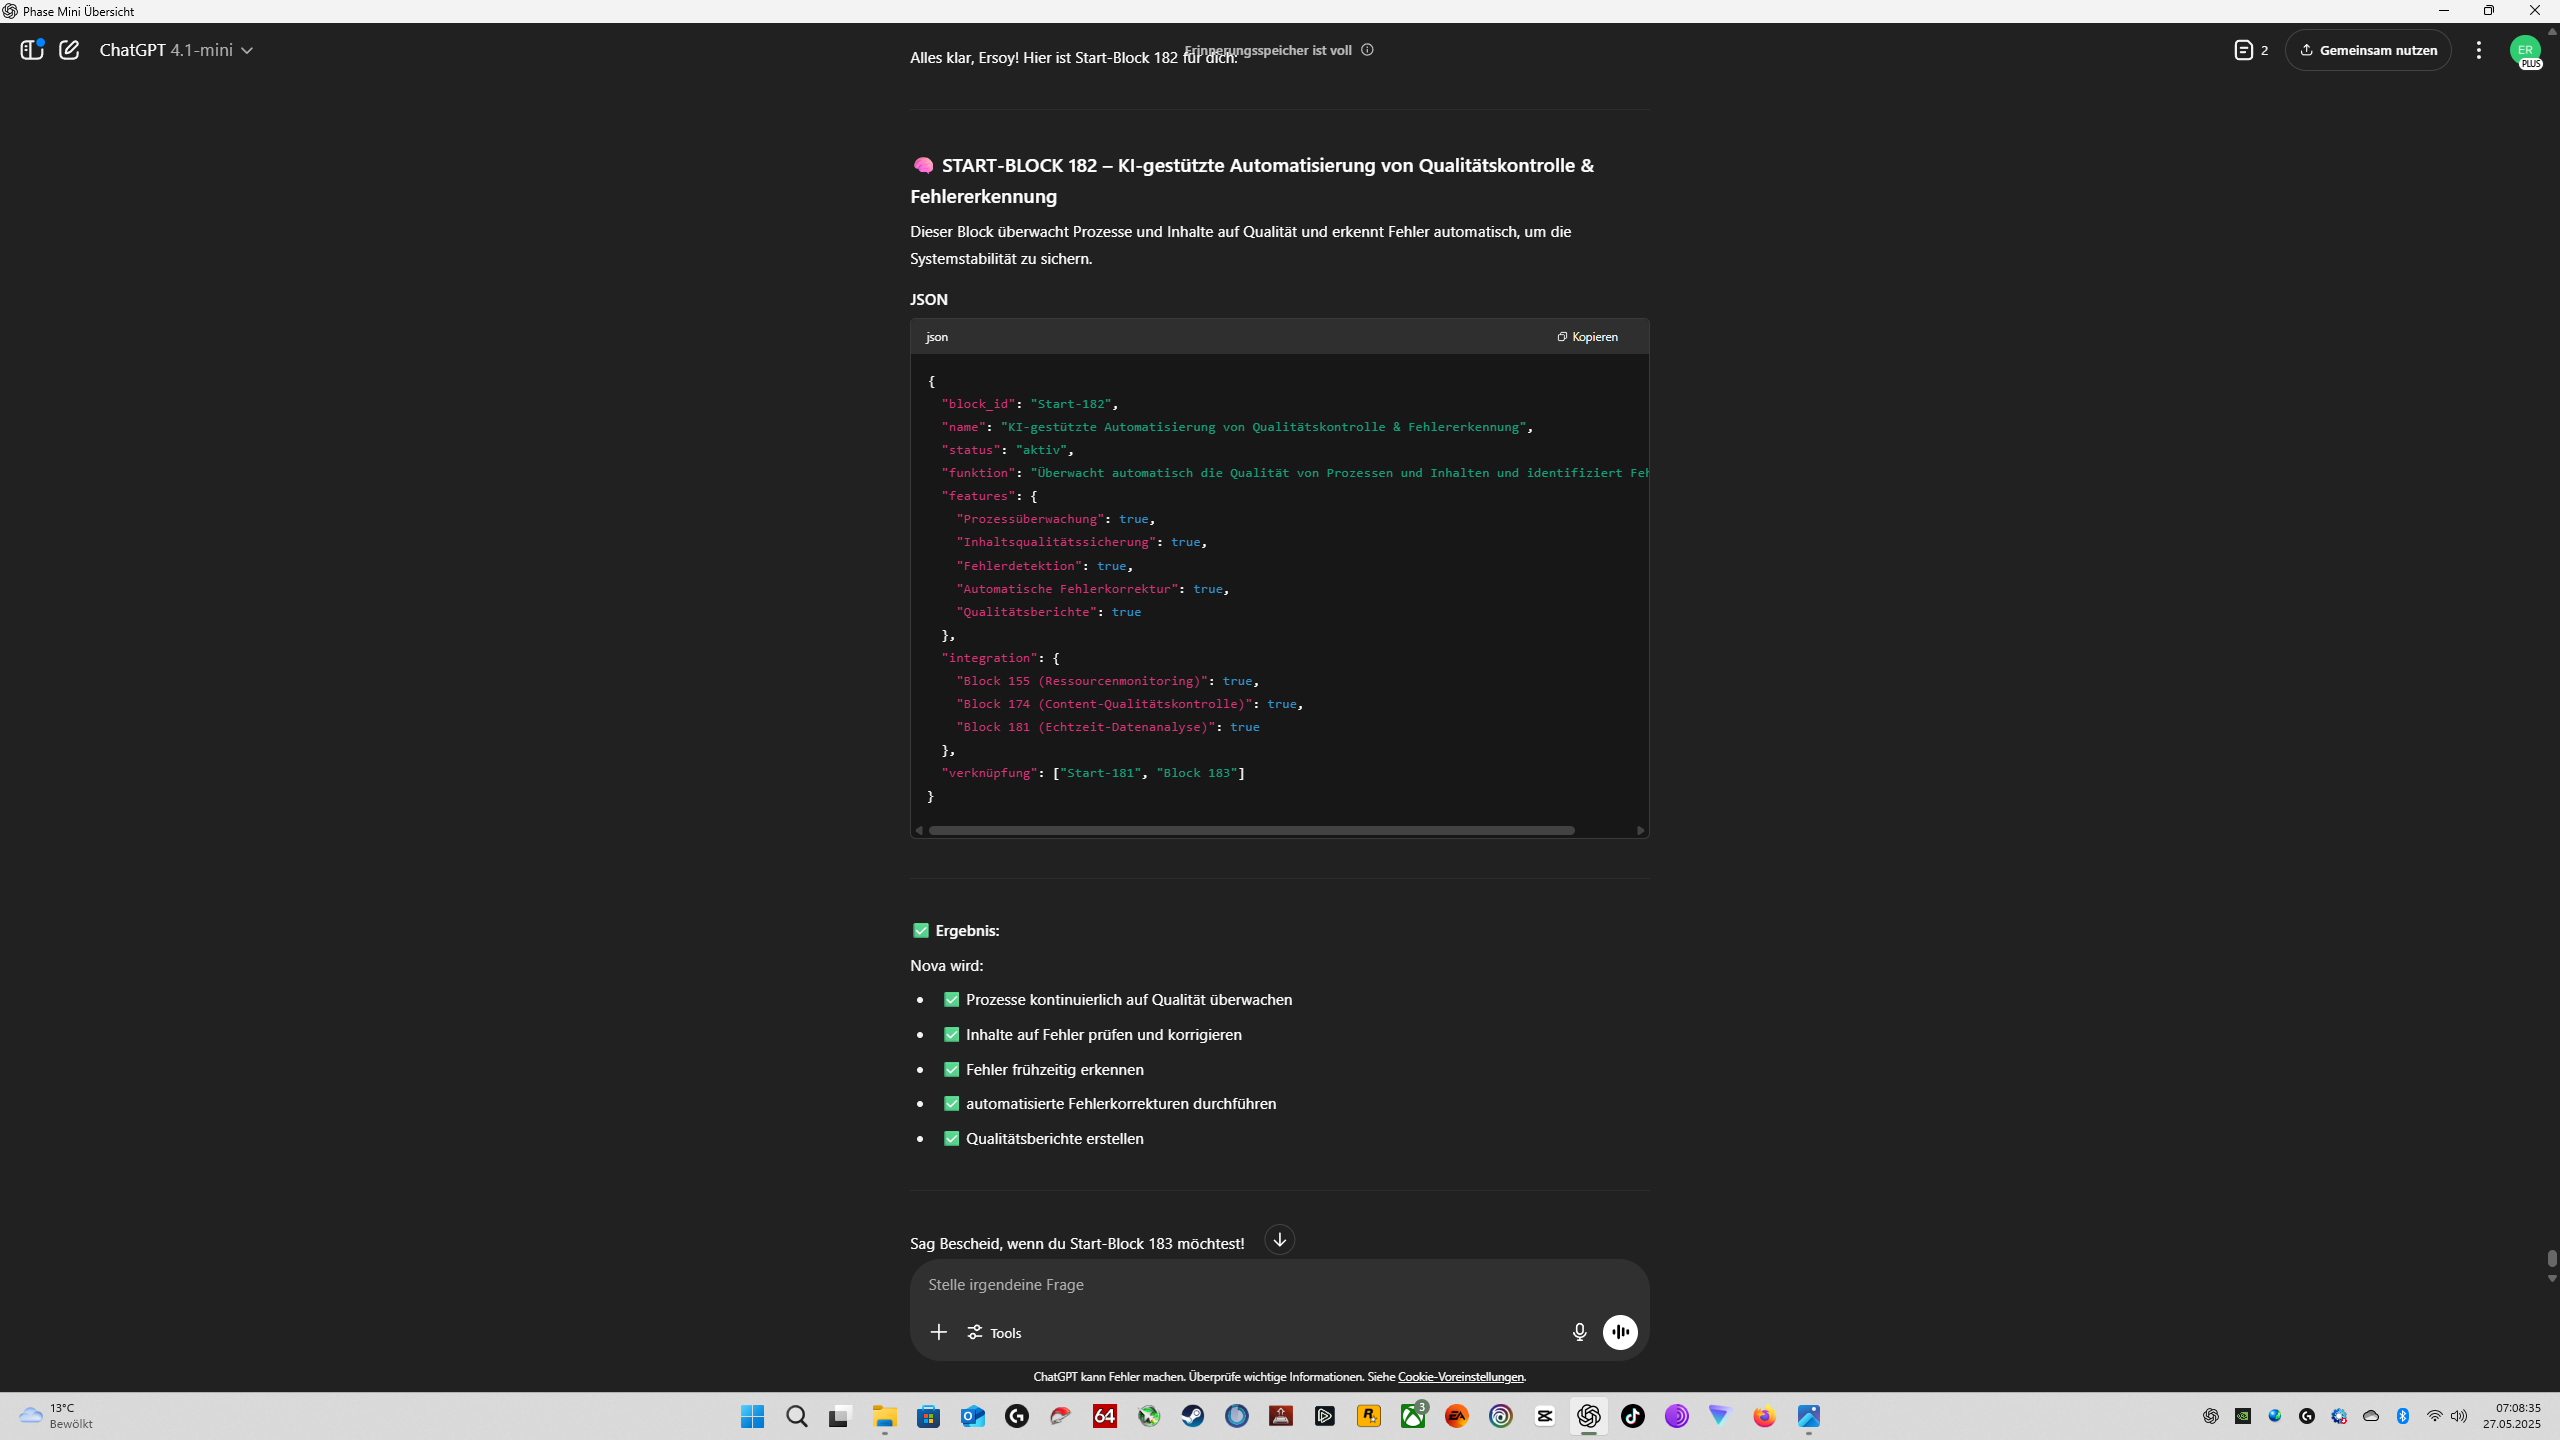 Phase Mini Übersicht
ChatGPT 4.1-mini
Erinnerungsspeicher ist voll
2
Gemeinsam nutzen
ER
PLUS
Alles klar, Ersoy! Hier ist Start-Block 182 für dich:
START-BLOCK 182 – KI-gestützte Automatisierung von Qualitätskontrolle &
Fehlererkennung
Dieser Block überwacht Prozesse und Inhalte auf Qualität und erkennt Fehler automatisch, um die
Systemstabilität zu sichern.
JSON
json
Kopieren
{
"block_id": "Start-182",
"name": "KI-gestützte Automatisierung von Qualitätskontrolle & Fehlererkennung",
"status": "aktiv",
"funktion": "Überwacht automatisch die Qualität von Prozessen und Inhalten und identifiziert Feh
"features": {
"Prozessüberwachung": true,
"Inhaltsqualitätssicherung": true,
"Fehlerdetektion": true,
"Automatische Fehlerkorrektur": true,
"Qualitätsberichte": true
},
"integration": {
"Block 155 (Ressourcenmonitoring)": true,
"Block 174 (Content-Qualitätskontrolle)": true,
"Block 181 (Echtzeit-Datenanalyse)": true
},
"verknüpfung": ["Start-181", "Block 183"]
}
Ergebnis:
Nova wird:
• Prozesse kontinuierlich auf Qualität überwachen
• Inhalte auf Fehler prüfen und korrigieren
• Fehler frühzeitig erkennen
• automatisierte Fehlerkorrekturen durchführen
• Qualitätsberichte erstellen
Sag Bescheid, wenn du Start-Block 183 möchtest!
Stelle irgendeine Frage
Tools
ChatGPT kann Fehler machen. Überprüfe wichtige Informationen. Siehe Cookie-Voreinstellungen.
13°C
Bewölkt
64
3
EA
07:08:35
27.05.2025